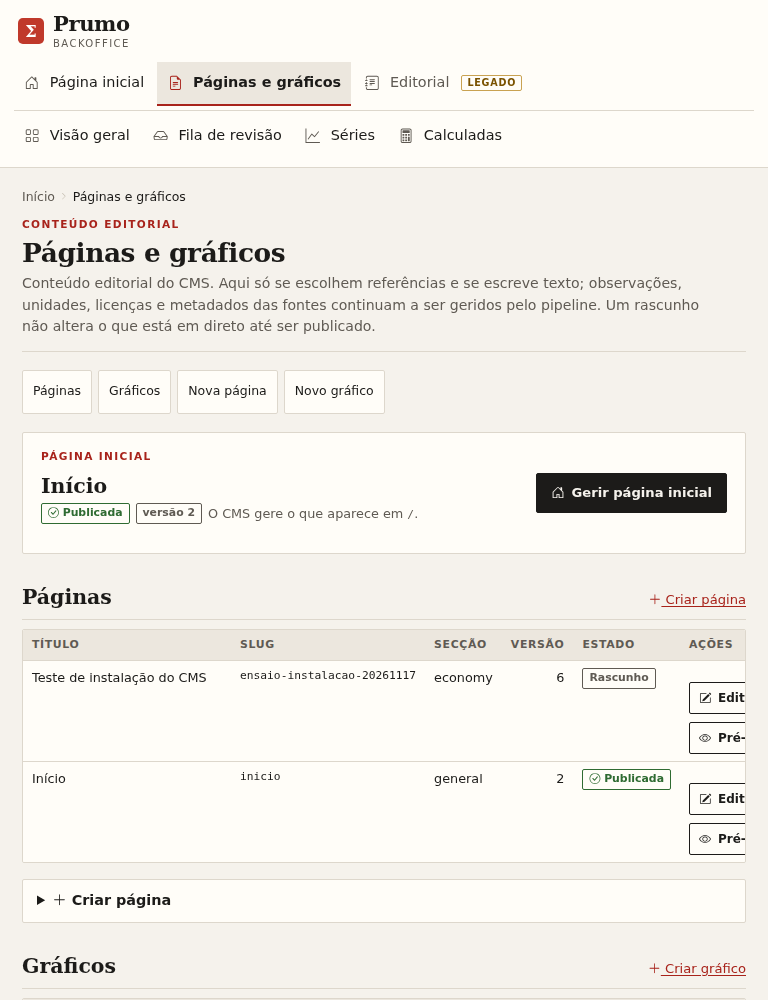 Σ Prumo
BACKOFFICE
Página inicial Páginas e gráficos Editorial LEGADO
Visão geral Fila de revisão Séries Calculadas
Início › Páginas e gráficos
CONTEÚDO EDITORIAL
Páginas e gráficos
Conteúdo editorial do CMS. Aqui só se escolhem referências e se escreve texto; observações,
unidades, licenças e metadados das fontes continuam a ser geridos pelo pipeline. Um rascunho
não altera o que está em direto até ser publicado.
Páginas Gráficos Nova página Novo gráfico
PÁGINA INICIAL
Início
Gerir página inicial
Publicada versão 2 O CMS gere o que aparece em /.
Páginas + Criar página
TÍTULO SLUG SECÇÃO VERSÃO ESTADO AÇÕES
Teste de instalação do CMS ensaio-instalacao-20261117 economy 6 Rascunho
Edit
Pré-
Início inicio general 2 Publicada
Edit
Pré-
+ Criar página
Gráficos + Criar gráfico